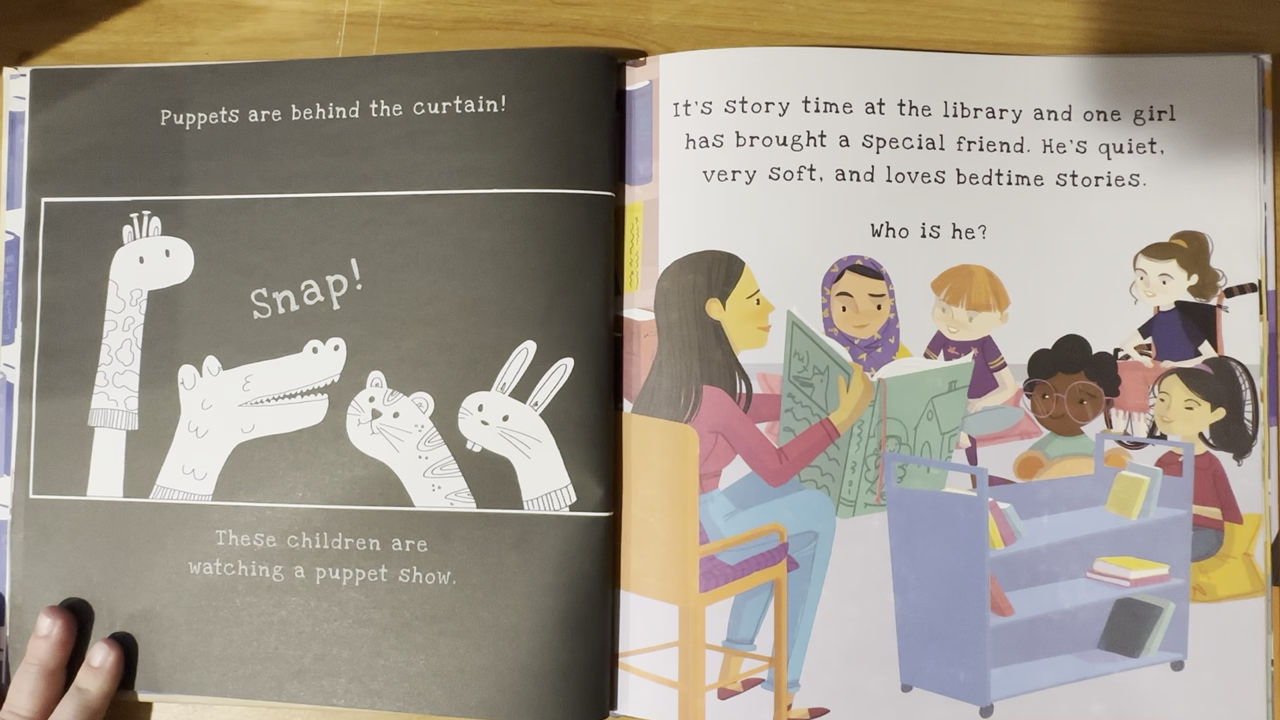 Puppets are behind the curtain!
Snap!
These children are
watching a puppet show.
It's story time at the library and one girl
has brought a special friend. He's quiet,
very soft, and loves bedtime stories.
Who is he?